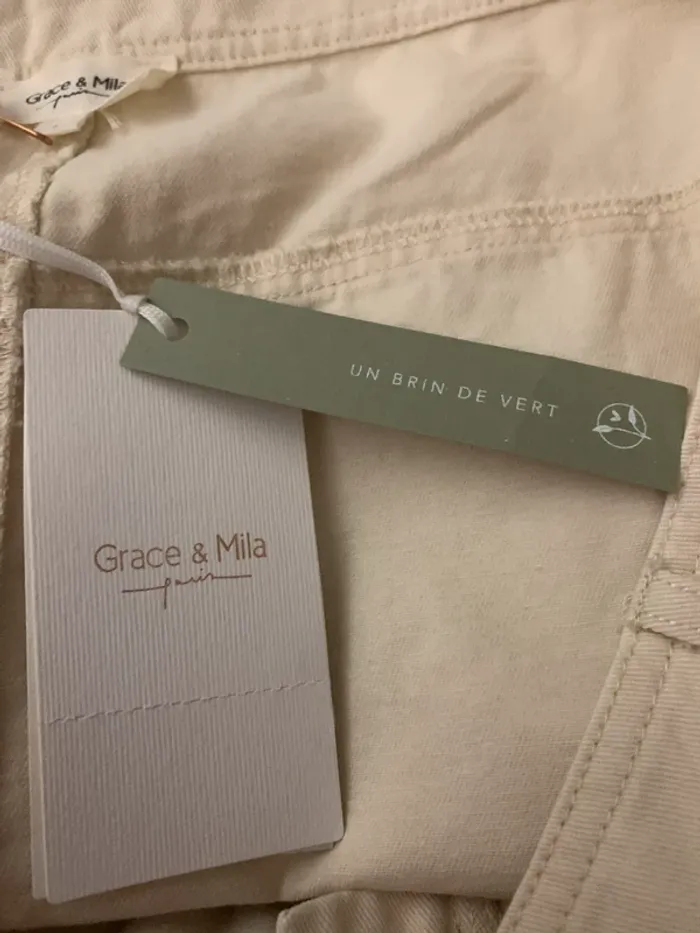 Grace & Mila
paris
UN BRIN DE VERT
Grace & Mila
paris